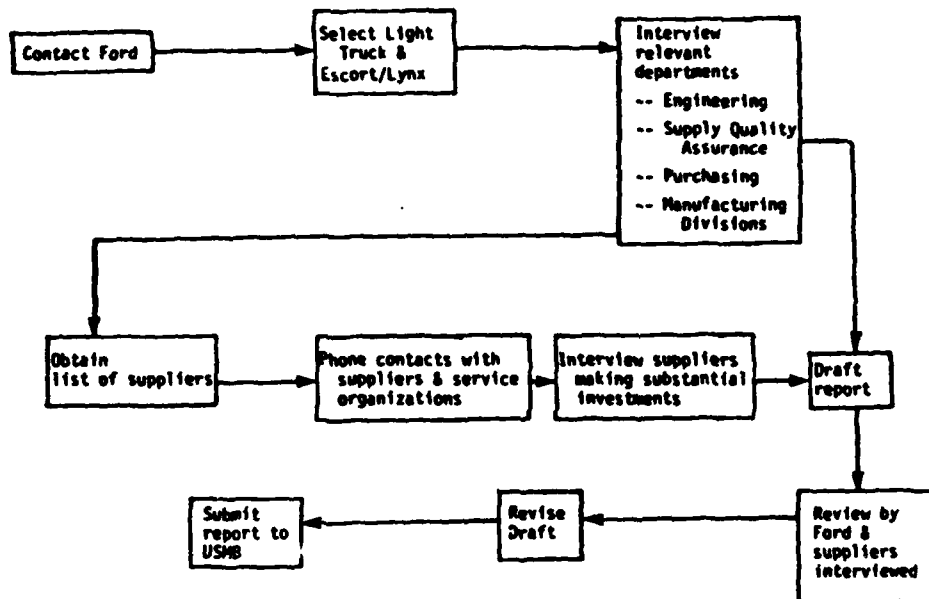 Contact Ford
Select Light
Truck &
Escort/Lynx
Interview
relevant
departments
-- Engineering
-- Supply Quality
Assurance
-- Purchasing
-- Manufacturing
Divisions
Obtain
list of suppliers
Phone contacts with
suppliers & service
organizations
Interview suppliers
making substantial
investments
Draft
report
Submit
report to
USMB
Revise
Draft
Review by
Ford &
suppliers
interviewed